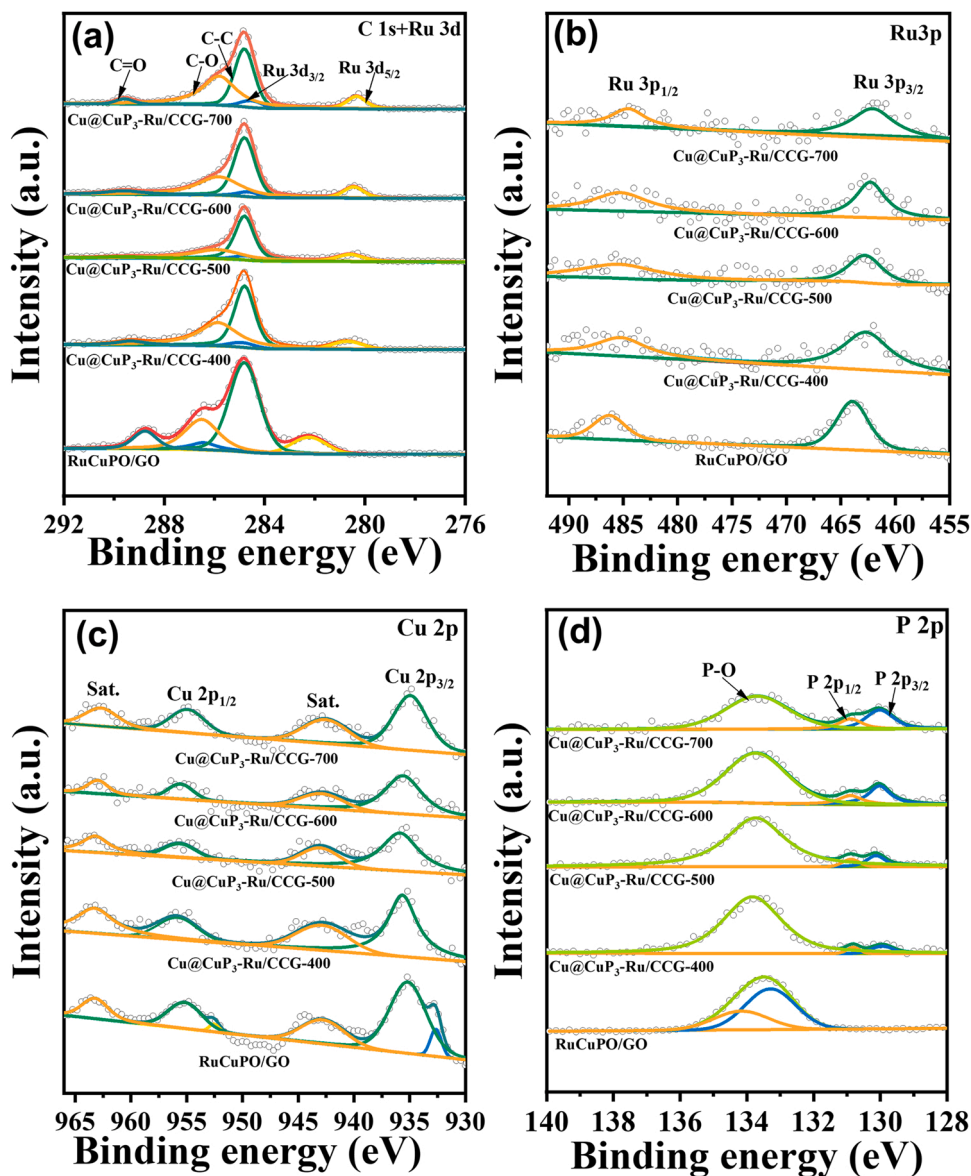 (a)
C 1s+Ru 3d
C=O
C-O
C-C
Ru 3d3/2
Ru 3d5/2
Cu@CuP3-Ru/CCG-700
Cu@CuP3-Ru/CCG-600
Cu@CuP3-Ru/CCG-500
Cu@CuP3-Ru/CCG-400
RuCuPO/GO
Intensity (a.u.)
292 288 284 280 276
Binding energy (eV)
(b)
Ru3p
Ru 3p1/2
Ru 3p3/2
Cu@CuP3-Ru/CCG-700
Cu@CuP3-Ru/CCG-600
Cu@CuP3-Ru/CCG-500
Cu@CuP3-Ru/CCG-400
RuCuPO/GO
Intensity (a.u.)
490 485 480 475 470 465 460 455
Binding energy (eV)
(c)
Cu 2p
Sat.
Cu 2p1/2
Sat.
Cu 2p3/2
Cu@CuP3-Ru/CCG-700
Cu@CuP3-Ru/CCG-600
Cu@CuP3-Ru/CCG-500
Cu@CuP3-Ru/CCG-400
RuCuPO/GO
Intensity (a.u.)
965 960 955 950 945 940 935 930
Binding energy (eV)
(d)
P 2p
P-O
P 2p1/2
P 2p3/2
Cu@CuP3-Ru/CCG-700
Cu@CuP3-Ru/CCG-600
Cu@CuP3-Ru/CCG-500
Cu@CuP3-Ru/CCG-400
RuCuPO/GO
Intensity (a.u.)
140 138 136 134 132 130 128
Binding energy (eV)